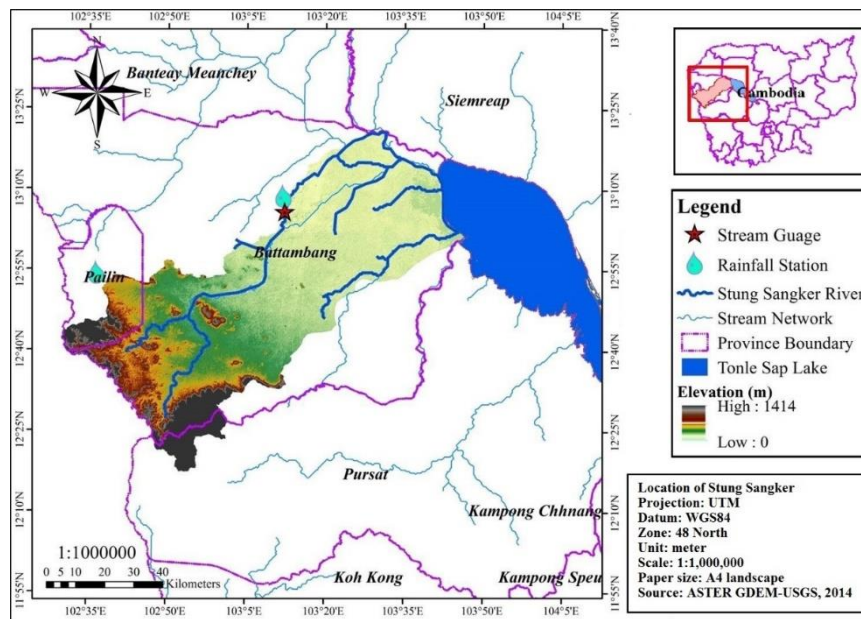 102°35'E 102°50'E 103°5'E 103°20'E 103°35'E 103°50'E 104°5'E
13°25'N
13°10'N
12°55'N
12°40'N
12°25'N
12°10'N
11°55'N
11°40'N
13°25'N
13°10'N
12°55'N
12°40'N
12°25'N
12°10'N
11°55'N
N
W E
S
Banteay Meanchey
Siemreap
Battambang
Pailin
Pursat
Kampong Chhnang
Koh Kong
Kampong Speu
1:1000000
0 5 10 20 30 40
Kilometers
102°35'E 102°50'E 103°5'E 103°20'E 103°35'E 103°50'E 104°5'E
Cambodia
Legend
Stream Guage
Rainfall Station
Stung Sangker River
Stream Network
Province Boundary
Tonle Sap Lake
Elevation (m)
High : 1414
Low : 0
Location of Stung Sangker
Projection: UTM
Datum: WGS84
Zone: 48 North
Unit: meter
Scale: 1:1,000,000
Paper size: A4 landscape
Source: ASTER GDEM-USGS, 2014